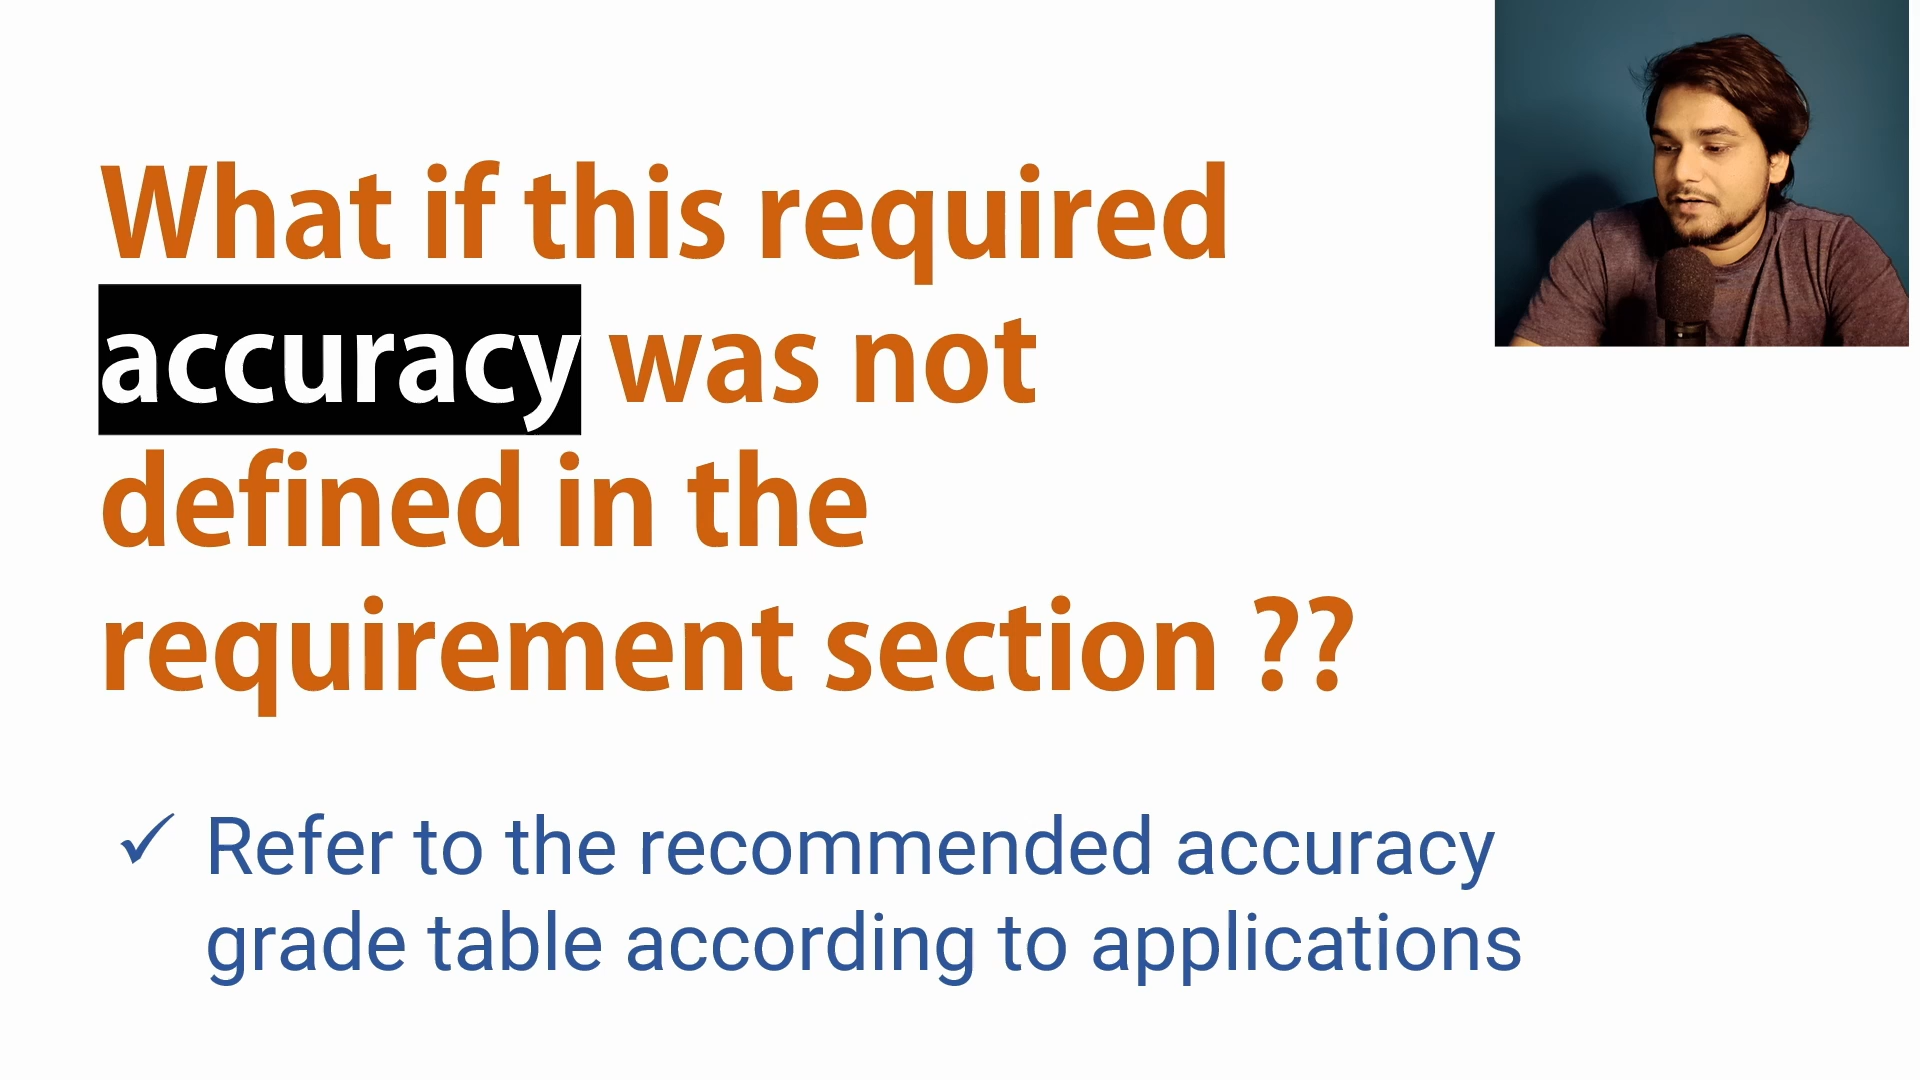 What if this required
accuracy was not
defined in the
requirement section ??
✓ Refer to the recommended accuracy
grade table according to applications